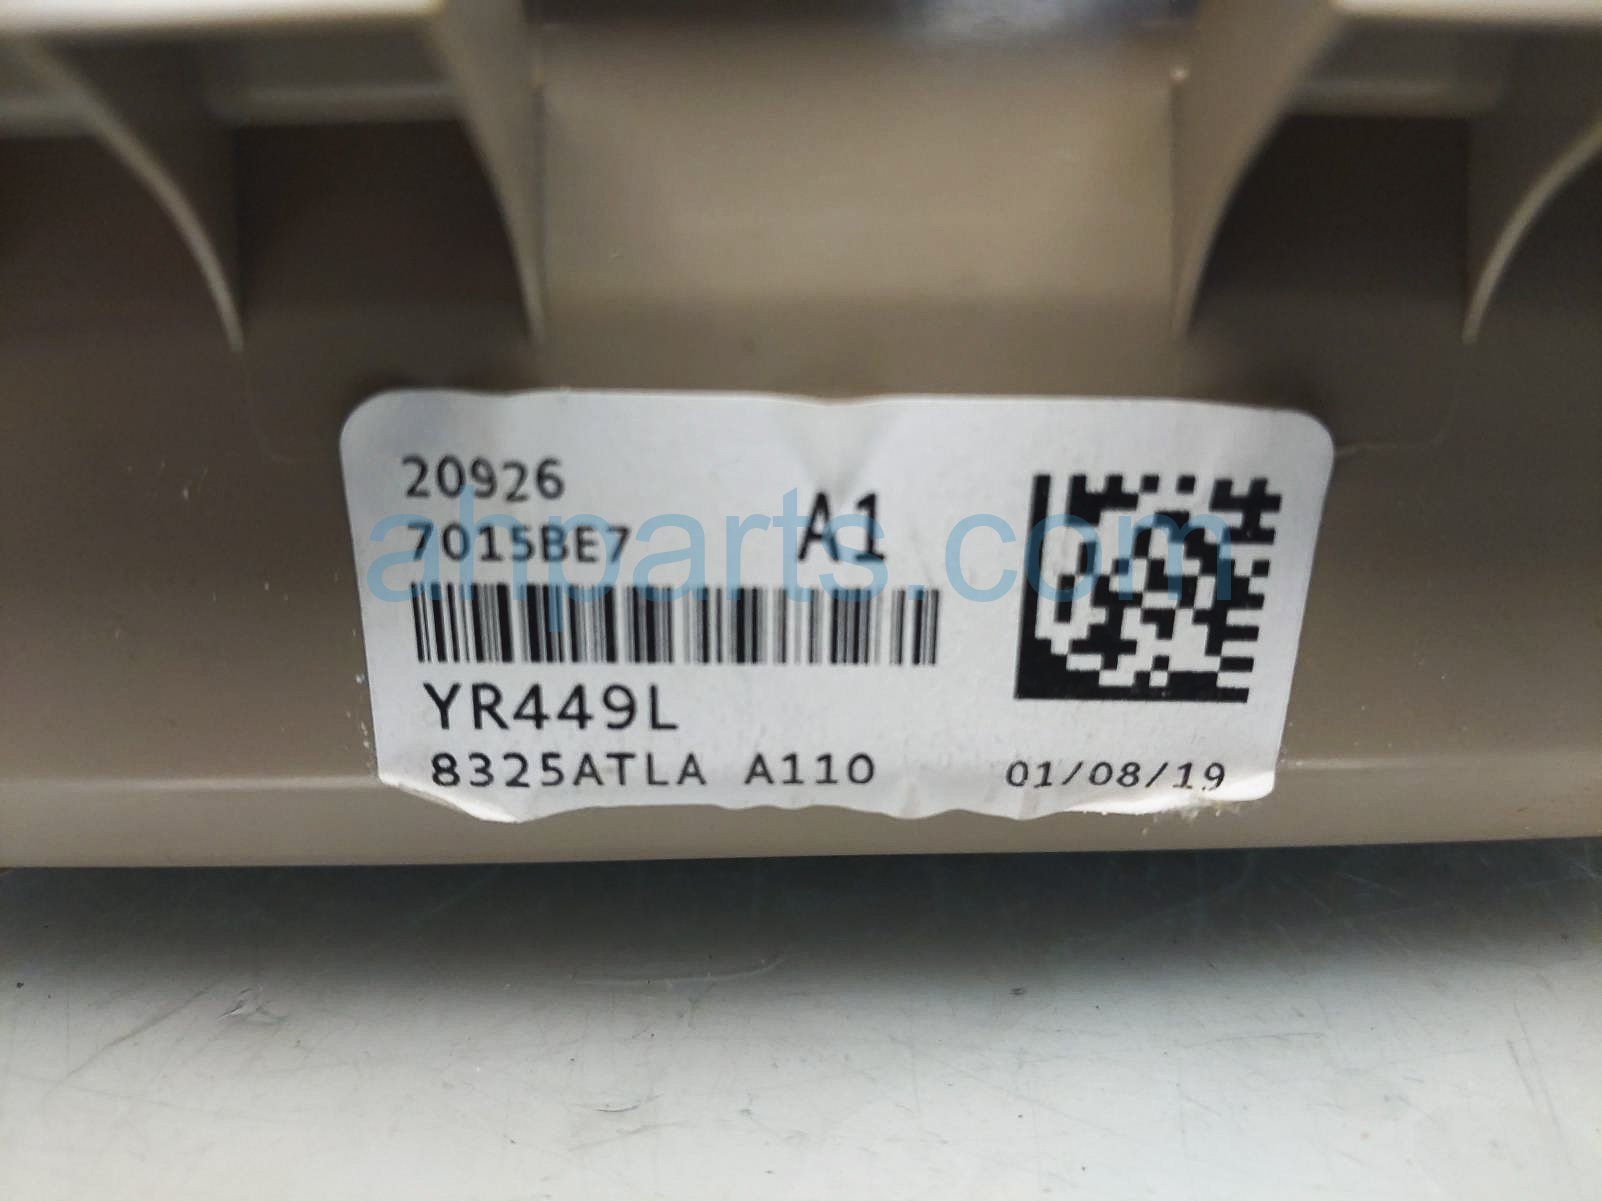 20926
7015BE7
A1
YR449L
8325ATLA A110
01/08/19
ahparts.com